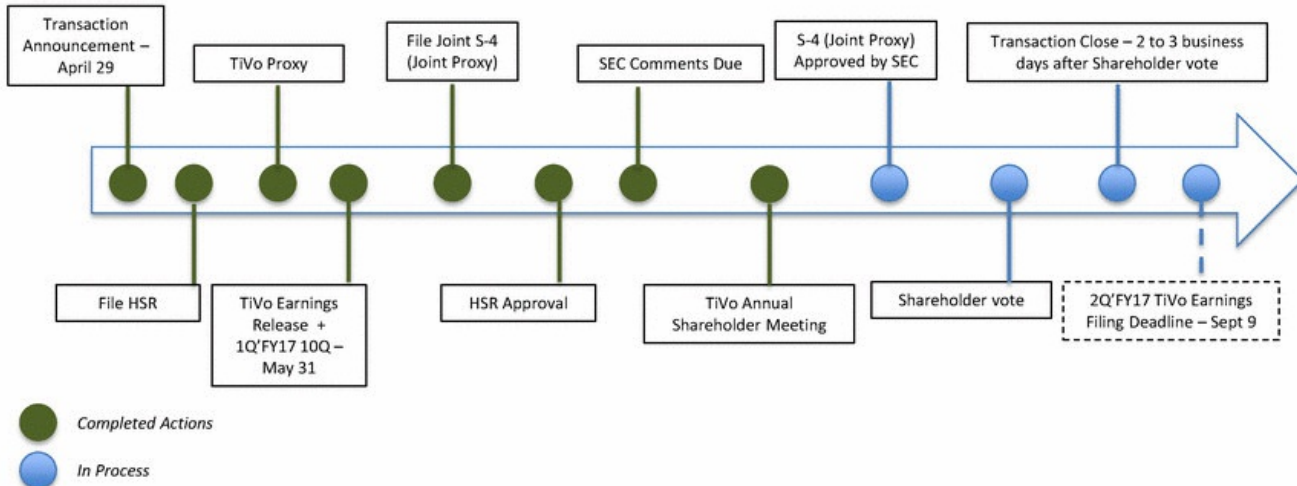 Transaction
Announcement –
April 29
TiVo Proxy
File Joint S-4
(Joint Proxy)
SEC Comments Due
S-4 (Joint Proxy)
Approved by SEC
Transaction Close – 2 to 3 business
days after Shareholder vote
File HSR
TiVo Earnings
Release +
1Q'FY17 10Q –
May 31
HSR Approval
TiVo Annual
Shareholder Meeting
Shareholder vote
2Q'FY17 TiVo Earnings
Filing Deadline – Sept 9
Completed Actions
In Process